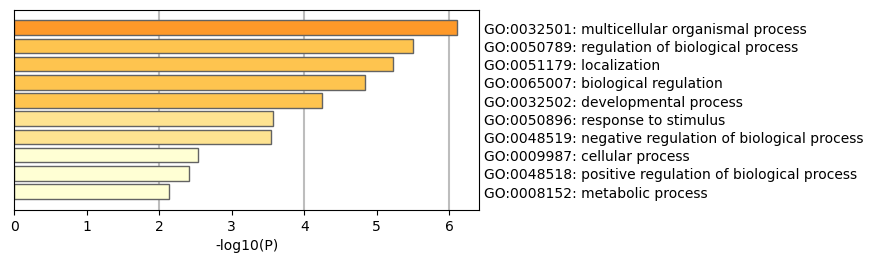 GO:0032501: multicellular organismal process
GO:0050789: regulation of biological process
GO:0051179: localization
GO:0065007: biological regulation
GO:0032502: developmental process
GO:0050896: response to stimulus
GO:0048519: negative regulation of biological process
GO:0009987: cellular process
GO:0048518: positive regulation of biological process
GO:0008152: metabolic process
0 1 2 3 4 5 6
-log10(P)